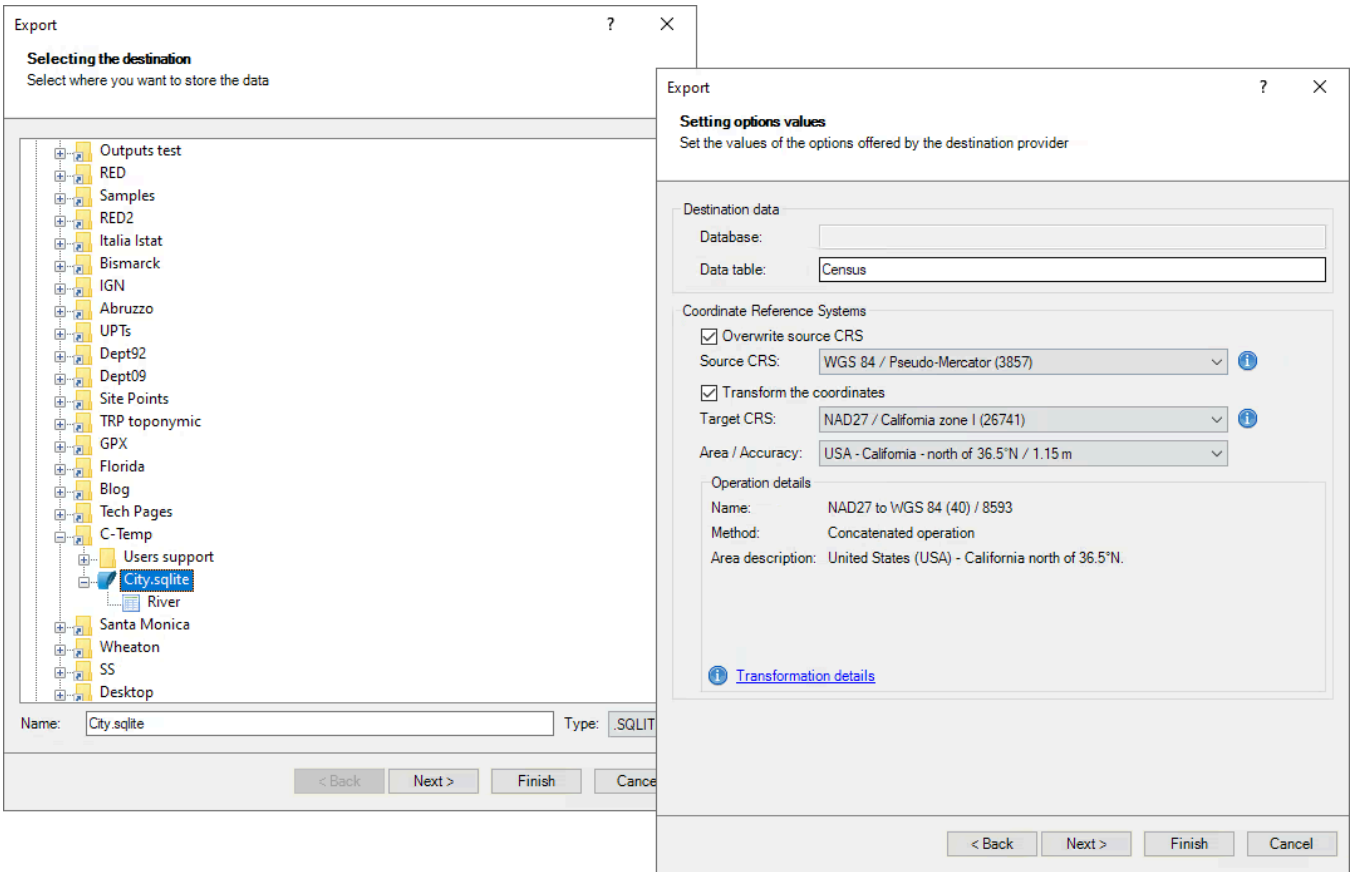 Export
Selecting the destination
Select where you want to store the data
Outputs test
RED
Samples
RED2
Italia Istat
Bismarck
IGN
Abruzzo
UPTs
Dept92
Dept09
Site Points
TRP toponymic
GPX
Florida
Blog
Tech Pages
C-Temp
Users support
City.sqlite
River
Santa Monica
Wheaton
SS
Desktop
Name: City.sqlite Type: .SQLIT
< Back Next > Finish Cance
Export
Setting options values
Set the values of the options offered by the destination provider
Destination data
Database:
Data table: Census
Coordinate Reference Systems
Overwrite source CRS
Source CRS: WGS 84 / Pseudo-Mercator (3857)
Transform the coordinates
Target CRS: NAD27 / California zone I (26741)
Area / Accuracy: USA - California - north of 36.5°N / 1.15 m
Operation details
Name: NAD27 to WGS 84 (40) / 8593
Method: Concatenated operation
Area description: United States (USA) - California north of 36.5°N.
Transformation details
< Back Next > Finish Cancel